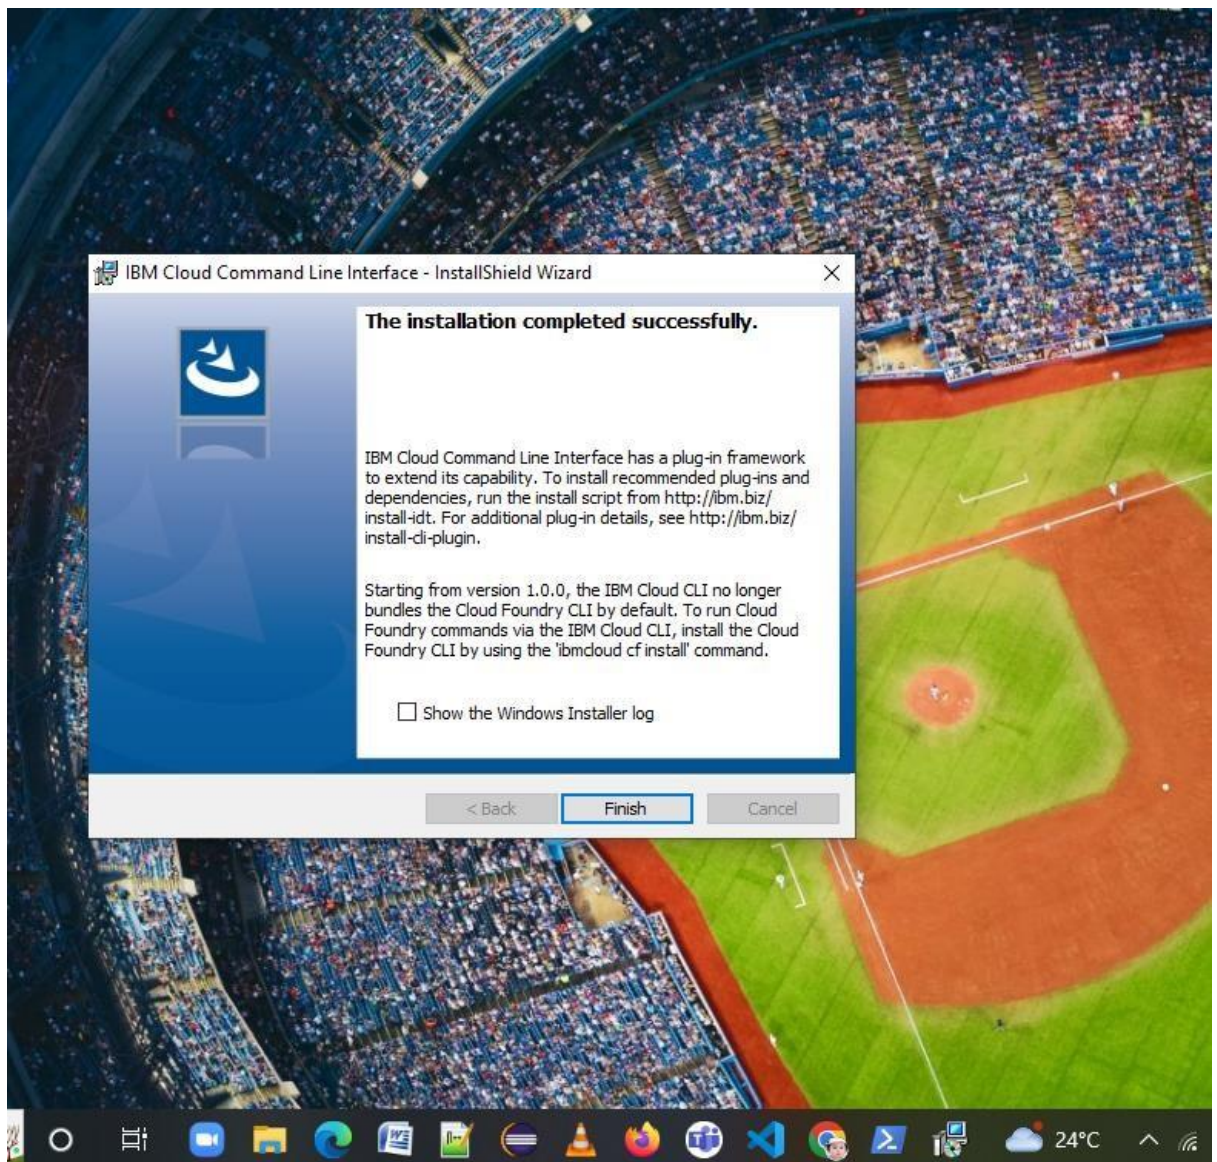 IBM Cloud Command Line Interface - InstallShield Wizard
The installation completed successfully.
IBM Cloud Command Line Interface has a plug-in framework
to extend its capability. To install recommended plug-ins and
dependencies, run the install script from http://ibm.biz/
install-idt. For additional plug-in details, see http://ibm.biz/
install-cli-plugin.
Starting from version 1.0.0, the IBM Cloud CLI no longer
bundles the Cloud Foundry CLI by default. To run Cloud
Foundry commands via the IBM Cloud CLI, install the Cloud
Foundry CLI by using the 'ibmcloud cf install' command.
Show the Windows Installer log
< Back Finish Cancel
24°C